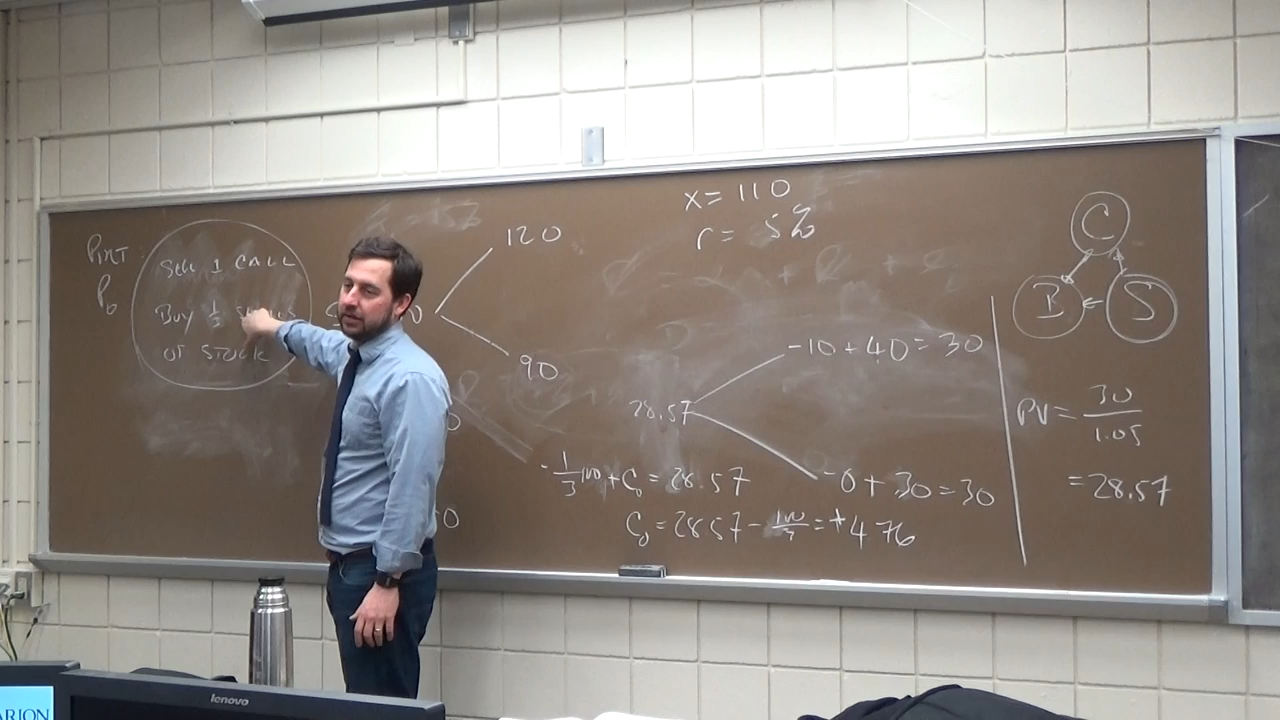 x = 110
r = 5%
PORT
P₀
Sell 1 CALL
Buy 1/3 SHARES
OF STOCK
120
90
28.57
-10 + 40 = 30
-0 + 30 = 30
-1/3 100 + C₀ = 28.57
C₀ = 28.57 - 100/3 = +4.76
C
B
S
PV = 30/1.05
= 28.57
lenovo
ARION